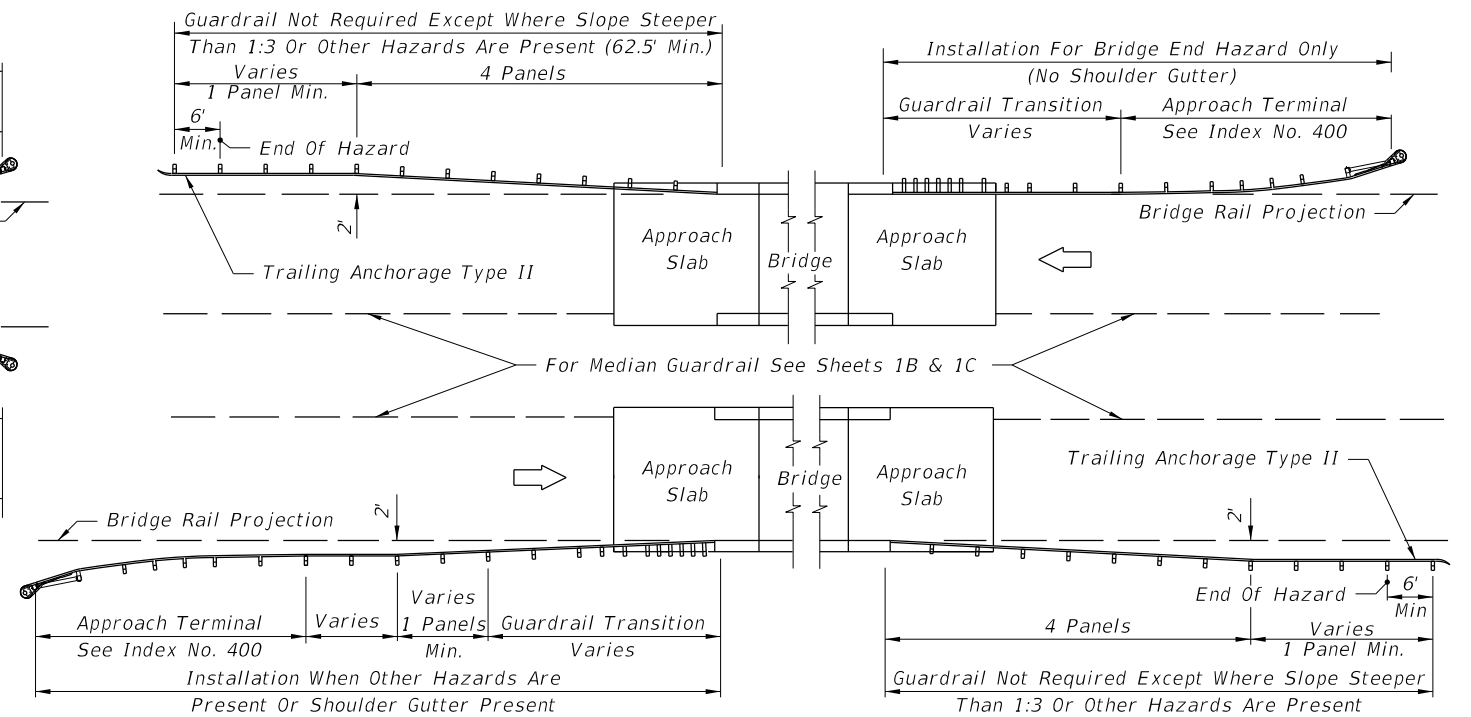 Guardrail Not Required Except Where Slope Steeper
Than 1:3 Or Other Hazards Are Present (62.5' Min.)
Varies
1 Panel Min.
4 Panels
6'
Min.
End Of Hazard
2'
Trailing Anchorage Type II
Installation For Bridge End Hazard Only
(No Shoulder Gutter)
Guardrail Transition
Varies
Approach Terminal
See Index No. 400
Bridge Rail Projection
Approach
Slab
Bridge
Approach
Slab
For Median Guardrail See Sheets 1B & 1C
Approach
Slab
Bridge
Approach
Slab
Trailing Anchorage Type II
2'
Bridge Rail Projection
2'
End Of Hazard
6'
Min
Approach Terminal
See Index No. 400
Varies
Varies
1 Panels
Min.
Guardrail Transition
Varies
Installation When Other Hazards Are
Present Or Shoulder Gutter Present
4 Panels
Varies
1 Panel Min.
Guardrail Not Required Except Where Slope Steeper
Than 1:3 Or Other Hazards Are Present